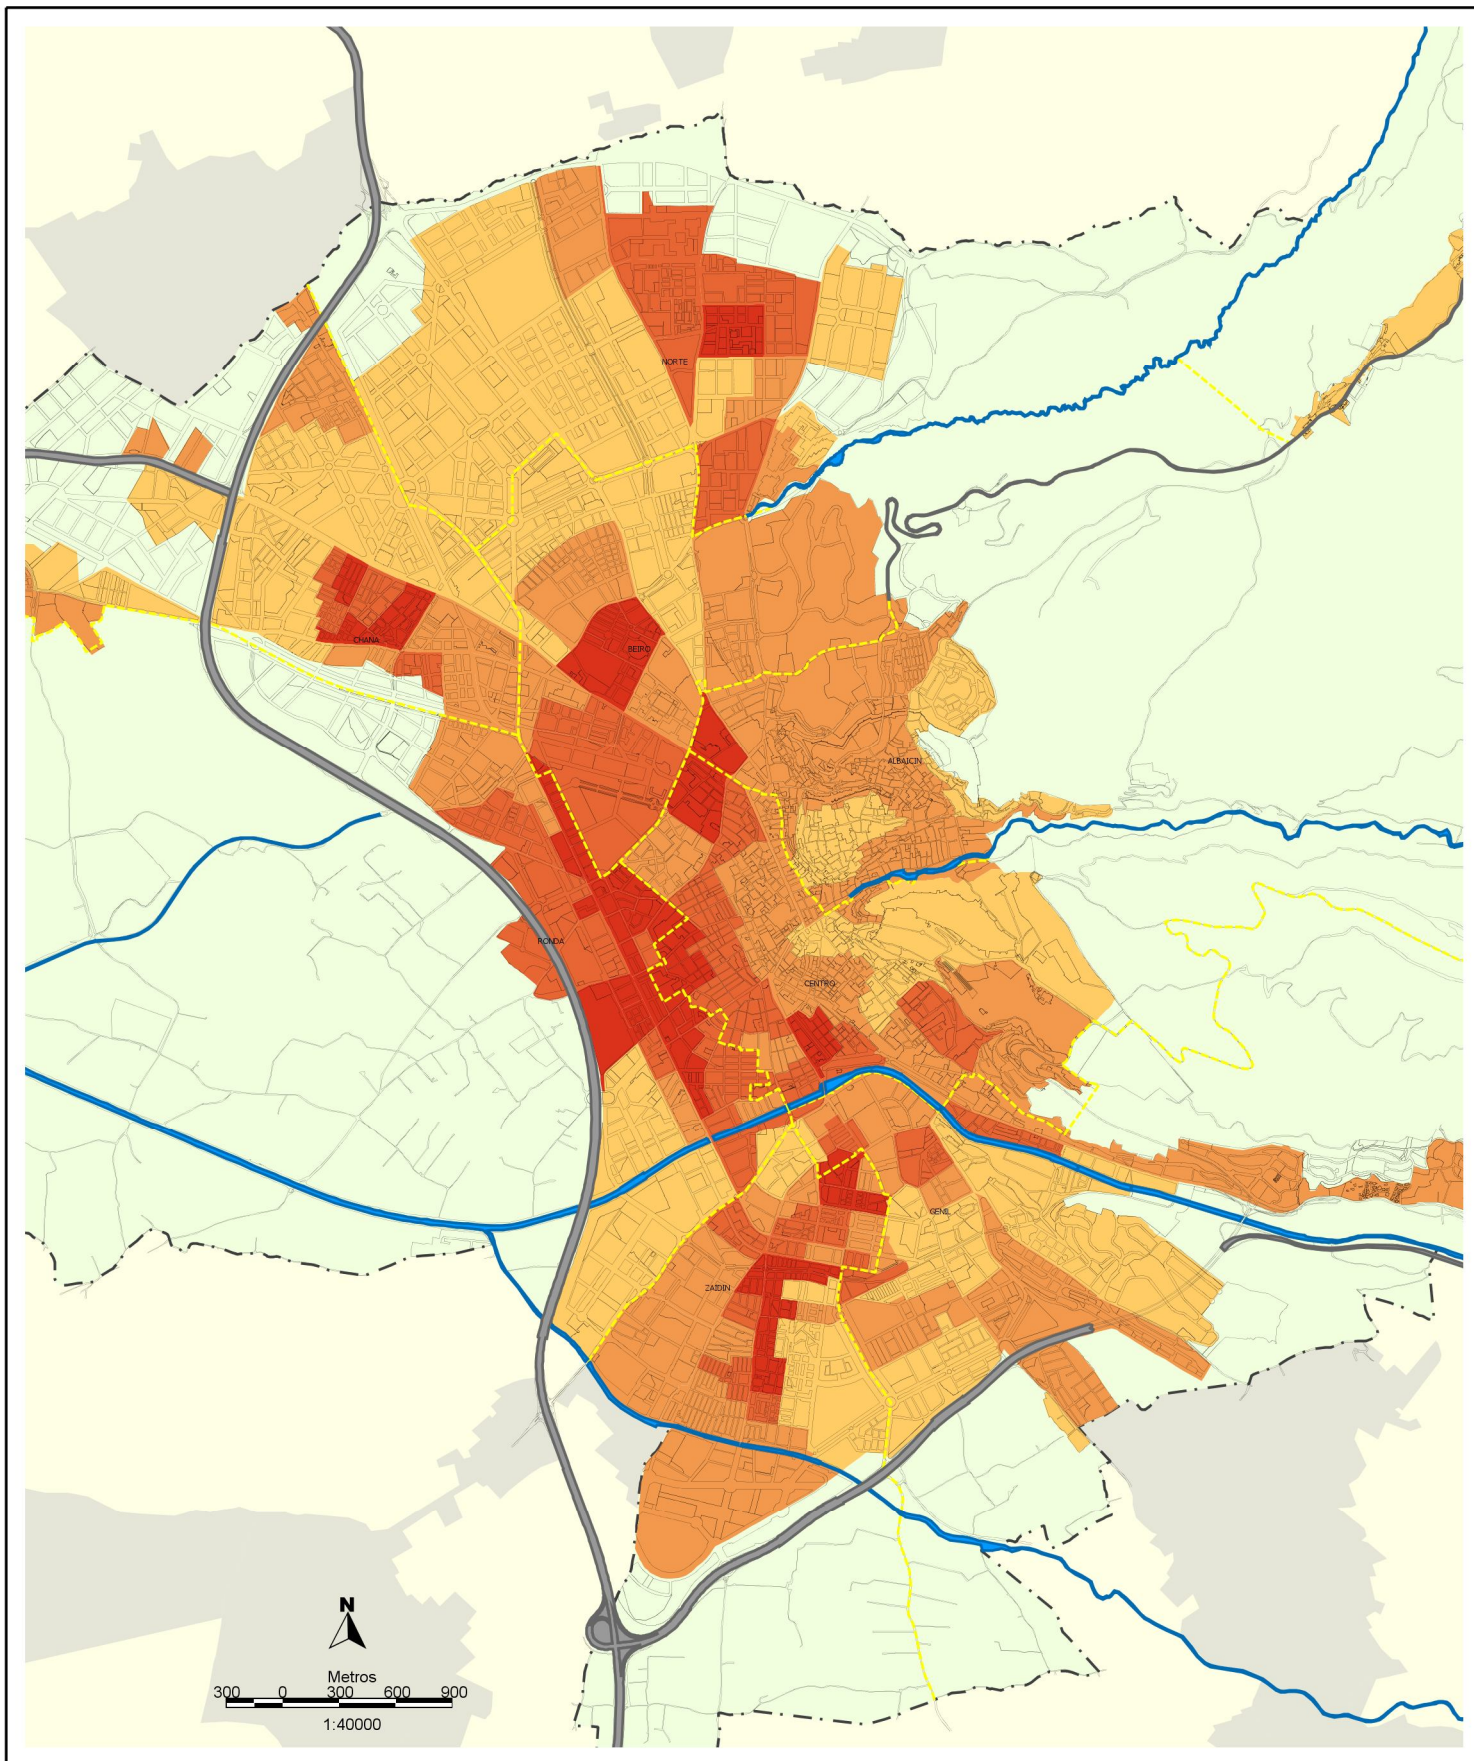 NORTE
CHANA
BEIRO
ALBAICIN
RONDA
CENTRO
GENIL
ZAIDIN
N
Metros
300 0 300 600 900
1:40000